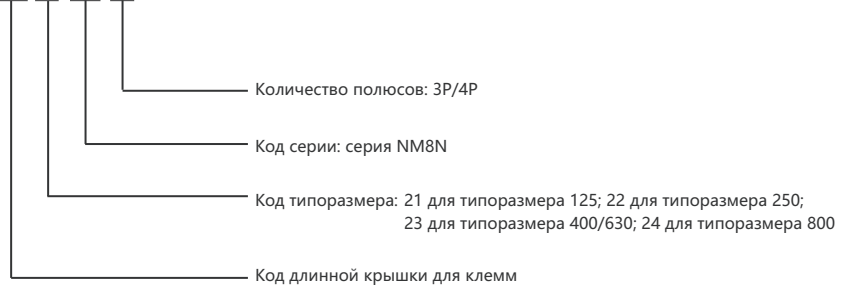 Количество полюсов: 3P/4P
Код серии: серия NM8N
Код типоразмера: 21 для типоразмера 125; 22 для типоразмера 250;
23 для типоразмера 400/630; 24 для типоразмера 800
Код длинной крышки для клемм